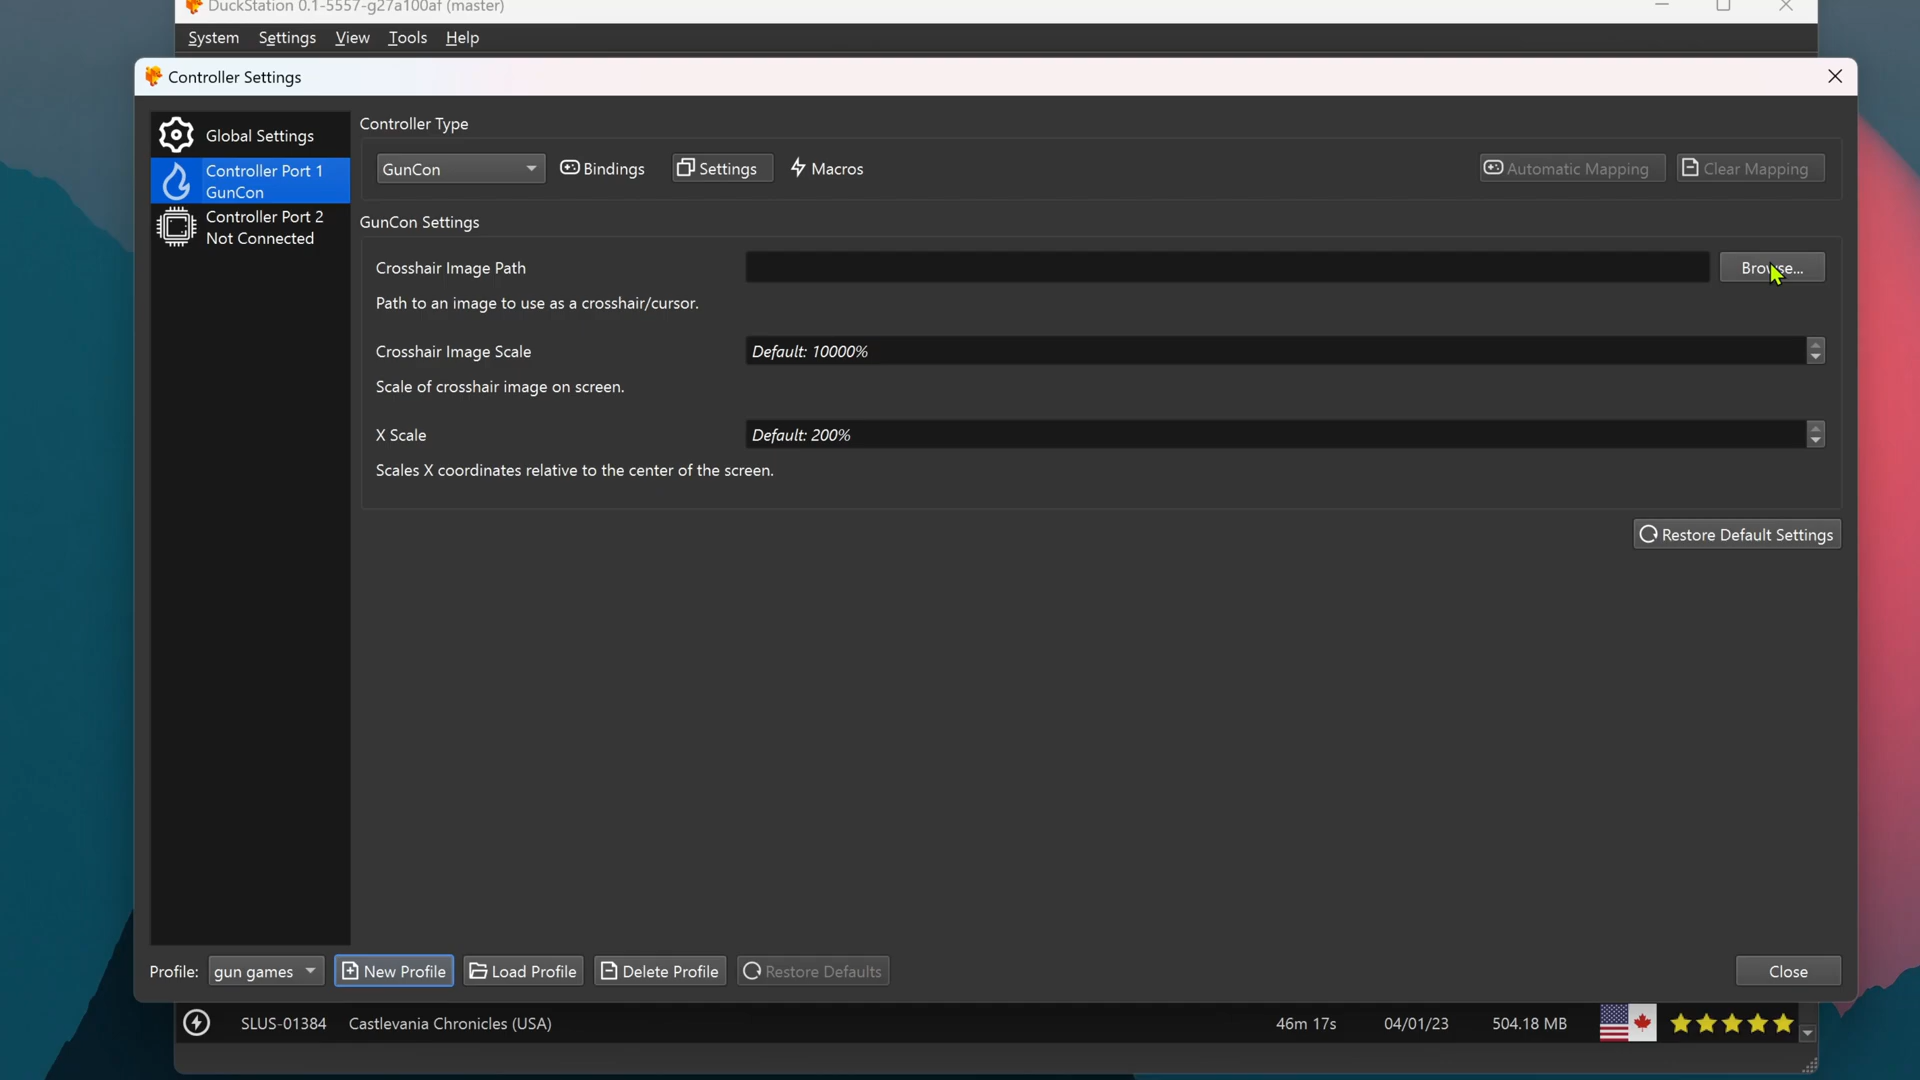 DuckStation 0.1-5557-g27a100af (master)
System Settings View Tools Help
Controller Settings
Global Settings
Controller Port 1
GunCon
Controller Port 2
Not Connected
Controller Type
GunCon Bindings Settings Macros Automatic Mapping Clear Mapping
GunCon Settings
Crosshair Image Path Browse...
Path to an image to use as a crosshair/cursor.
Crosshair Image Scale Default: 10000%
Scale of crosshair image on screen.
X Scale Default: 200%
Scales X coordinates relative to the center of the screen.
Restore Default Settings
Profile: gun games New Profile Load Profile Delete Profile Restore Defaults Close
SLUS-01384 Castlevania Chronicles (USA) 46m 17s 04/01/23 504.18 MB